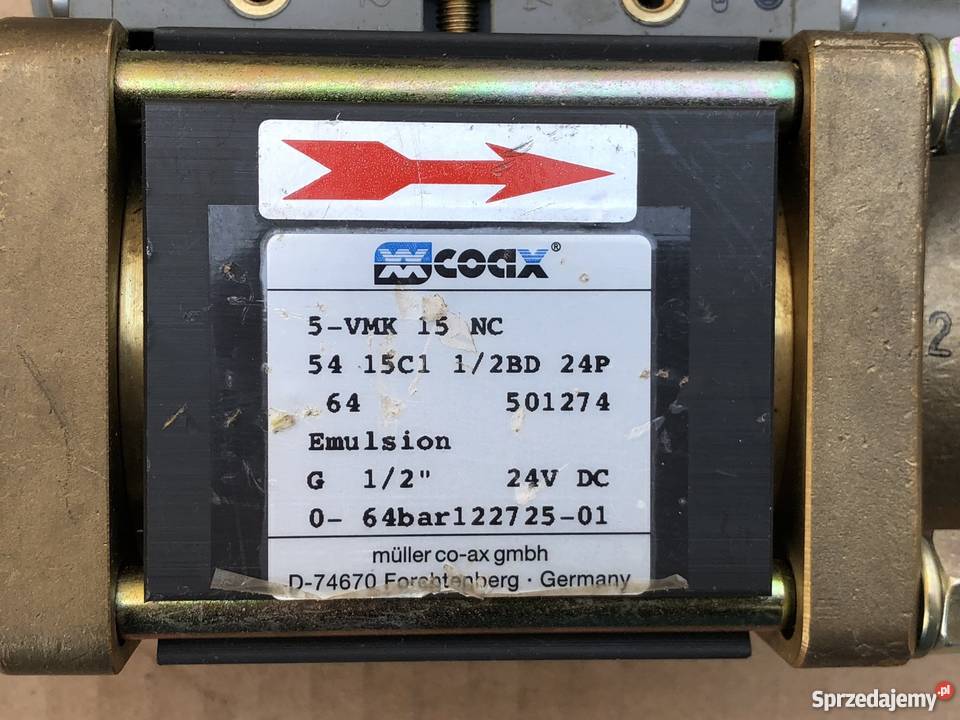 coax®
5-VMK 15 NC
54 15C1 1/2BD 24P
64 501274
Emulsion
G 1/2" 24V DC
0- 64bar122725-01
müller co-ax gmbh
D-74670 Forchtenberg · Germany
2
Sprzedajemy.pl